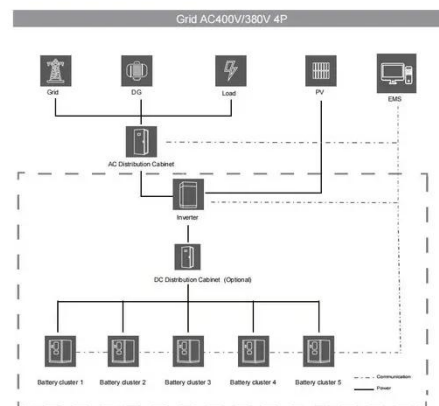 Grid AC400V/380V 4P
Grid
DG
Load
PV
EMS
AC Distribution Cabinet
Inverter
DC Distribution Cabinet (Optional)
Battery cluster 1
Battery cluster 2
Battery cluster 3
Battery cluster 4
Battery cluster 5
Communication
Power